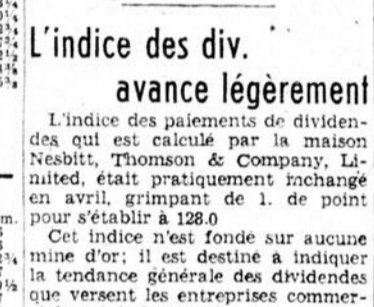 L'indice des div.
avance légèrement
L'indice des paiements de dividen-
des qui est calculé par la maison
Nesbitt, Thomson & Company, Li-
mited, était pratiquement inchangé
en avril, grimpant de 1. de point
pour s'établir à 128.0
Cet indice n'est fondé sur aucune
mine d'or; il est destiné à indiquer
la tendance générale des dividendes
que versent les entreprises commer-